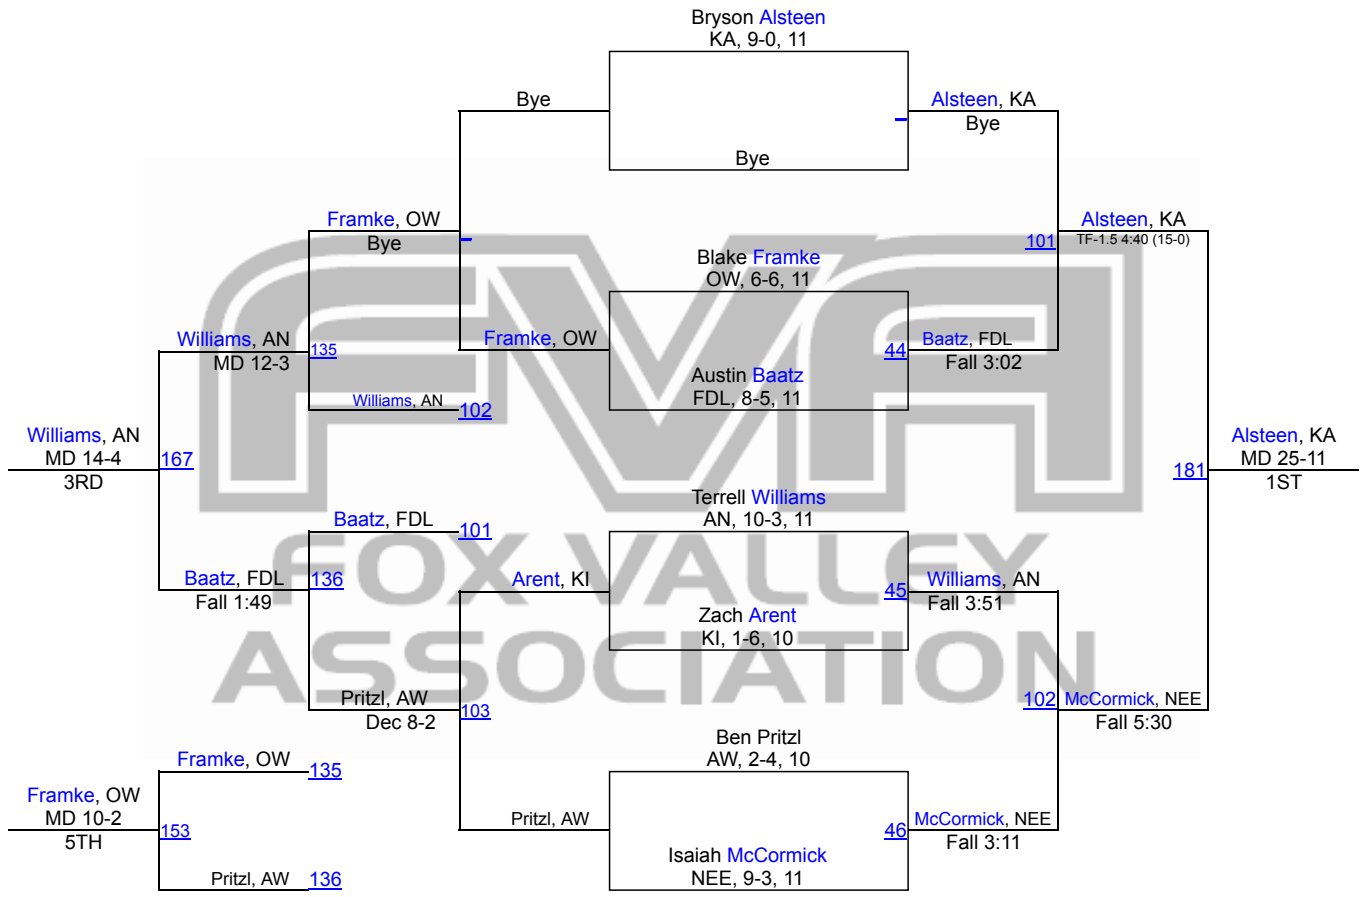 Bryson Alsteen
KA, 9-0, 11
Bye
Alsteen, KA
Bye
Bye
Framke, OW
Bye
Alsteen, KA
TF-1.5 4:40 (15-0)
101
Blake Framke
OW, 6-6, 11
Williams, AN
MD 12-3
135
Framke, OW
44
Baatz, FDL
Fall 3:02
Austin Baatz
FDL, 8-5, 11
Williams, AN
102
Williams, AN
MD 14-4
3RD
167
Alsteen, KA
MD 25-11
1ST
181
Terrell Williams
AN, 10-3, 11
Baatz, FDL
101
FVA
FOX VALLEY
ASSOCIATION
Baatz, FDL
Fall 1:49
136
Arent, KI
45
Williams, AN
Fall 3:51
Zach Arent
KI, 1-6, 10
Pritzl, AW
Dec 8-2
103
102
McCormick, NEE
Fall 5:30
Ben Pritzl
AW, 2-4, 10
Framke, OW
135
Framke, OW
MD 10-2
5TH
153
Pritzl, AW
46
McCormick, NEE
Fall 3:11
Isaiah McCormick
NEE, 9-3, 11
Pritzl, AW
136